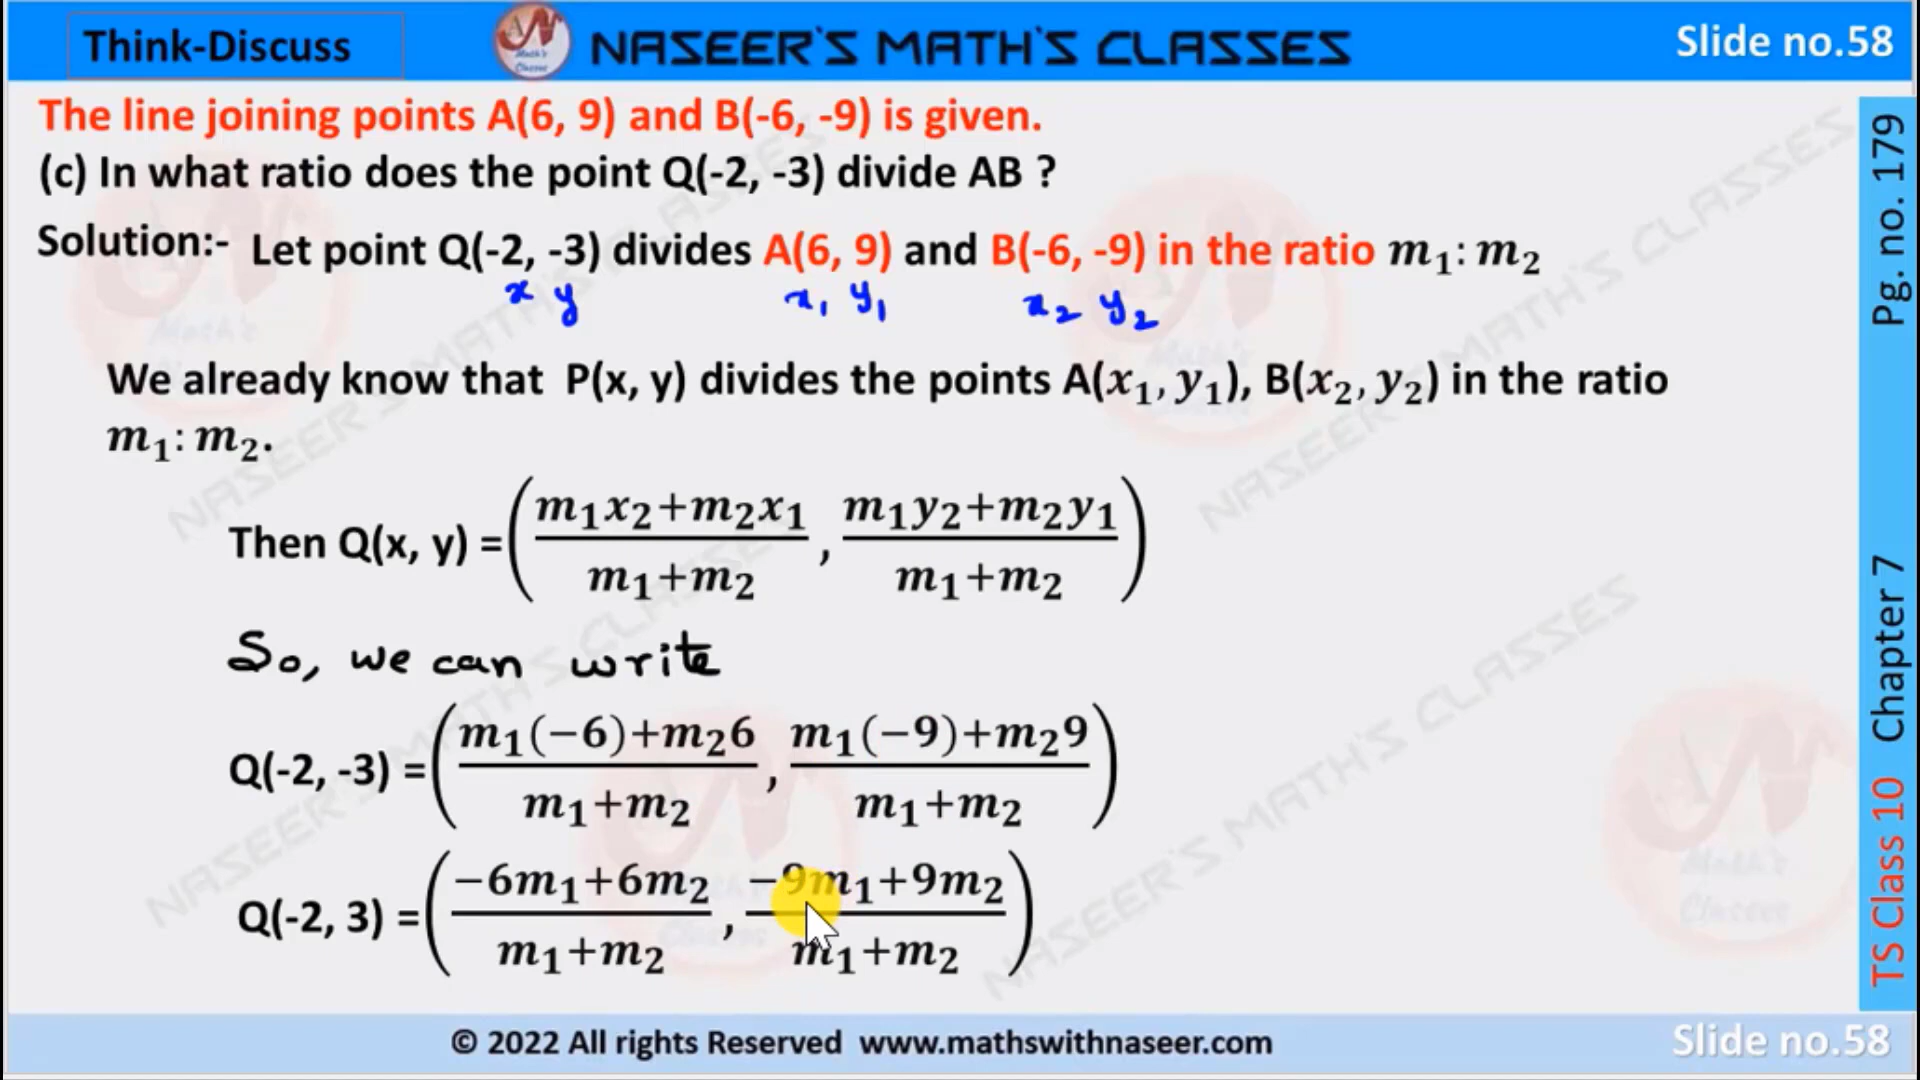 Think-Discuss
NASEER'S MATH'S CLASSES
Slide no.58
The line joining points A(6, 9) and B(-6, -9) is given.
(c) In what ratio does the point Q(-2, -3) divide AB ?
Solution:- Let point Q(-2, -3) divides A(6, 9) and B(-6, -9) in the ratio m₁: m₂
x y x₁ y₁ x₂ y₂
We already know that P(x, y) divides the points A(x₁, y₁), B(x₂, y₂) in the ratio
m₁: m₂.
Then Q(x, y) = ((m₁x₂+m₂x₁)/(m₁+m₂), (m₁y₂+m₂y₁)/(m₁+m₂))
So, we can write
Q(-2, -3) = ((m₁(−6)+m₂6)/(m₁+m₂), (m₁(−9)+m₂9)/(m₁+m₂))
Q(-2, 3) = ((−6m₁+6m₂)/(m₁+m₂), (−9m₁+9m₂)/(m₁+m₂))
TS Class 10 Chapter 7 Pg. no. 179
© 2022 All rights Reserved www.mathswithnaseer.com
Slide no.58